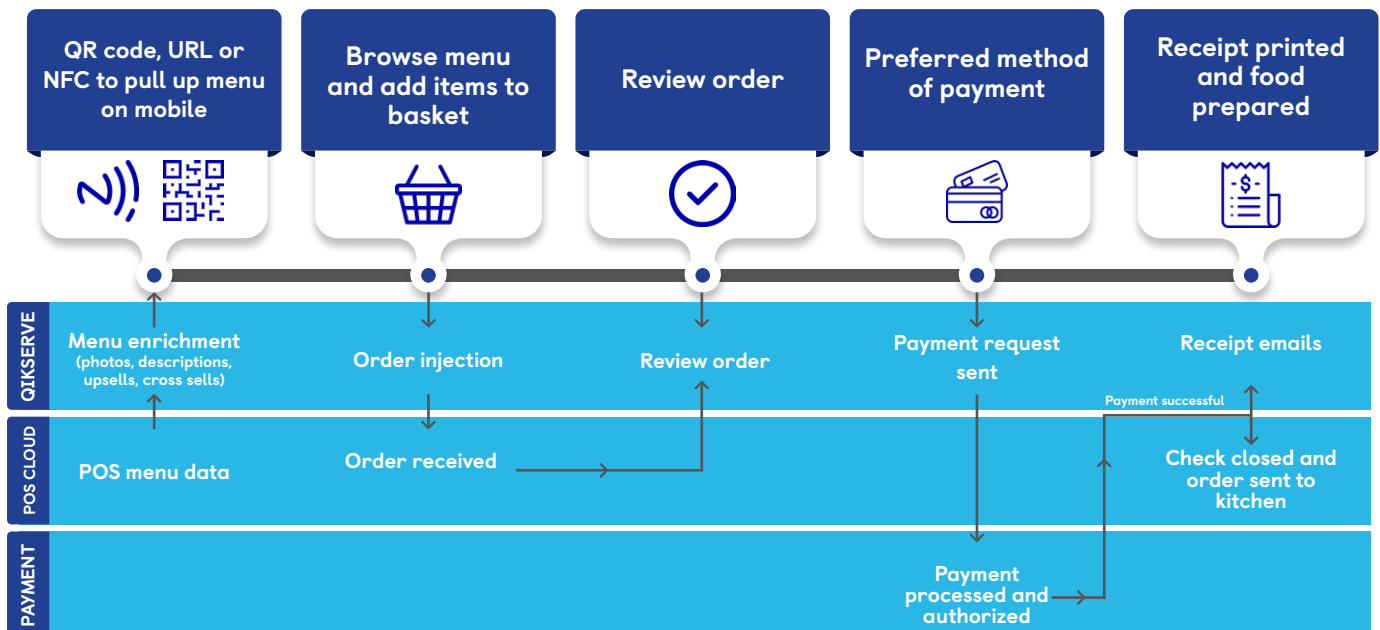 QR code, URL or
NFC to pull up menu
on mobile
Browse menu
and add items to
basket
Review order
Preferred method
of payment
Receipt printed
and food
prepared
-$-
QIKSERVE
Menu enrichment
(photos, descriptions,
upsells, cross sells)
Order injection
Review order
Payment request
sent
Receipt emails
Payment successful
POS CLOUD
POS menu data
Order received
Check closed and
order sent to
kitchen
PAYMENT
Payment
processed and
authorized